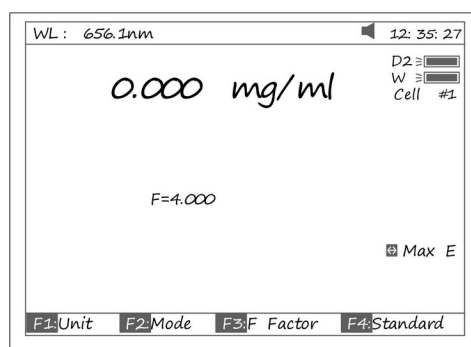 WL : 656.1nm 12: 35: 27
D2
0.000 mg/ml W
Cell #1
F=4.000
Max E
F1:Unit F2:Mode F3:F Factor F4:Standard